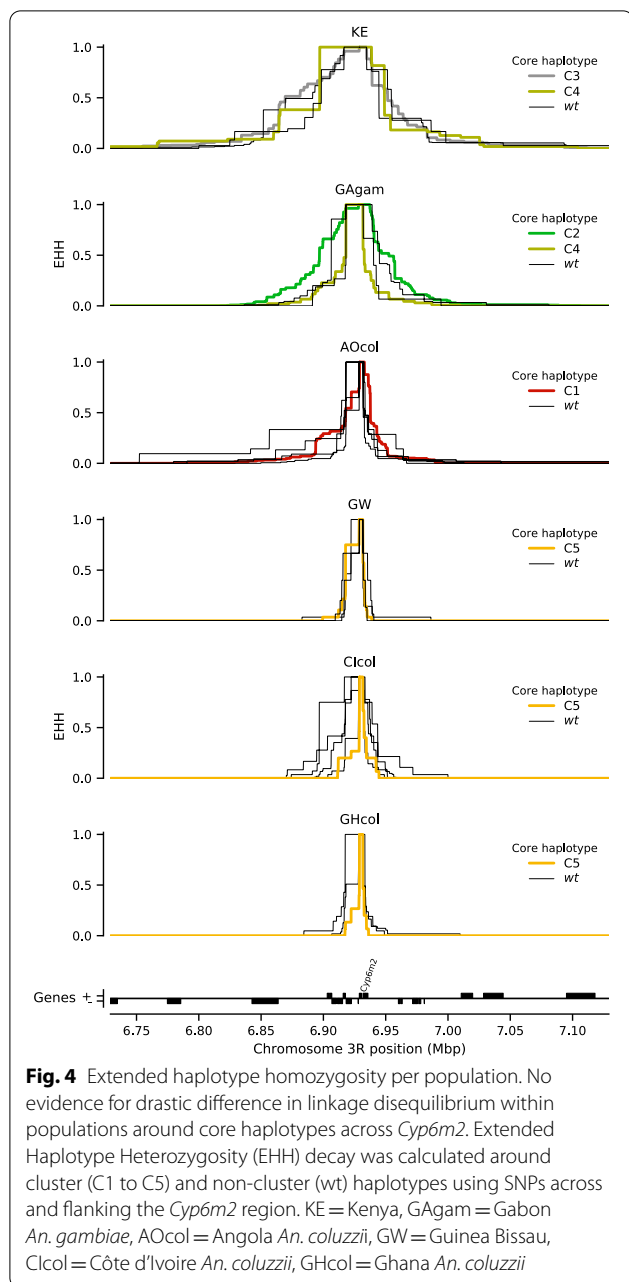 KE
1.0
0.5
0.0
Core haplotype
C3
C4
wt
GAgam
1.0
0.5
0.0
EHH
Core haplotype
C2
C4
wt
AOcol
1.0
0.5
0.0
Core haplotype
C1
wt
GW
1.0
0.5
0.0
Core haplotype
C5
wt
CIcol
1.0
0.5
0.0
EHH
Core haplotype
C5
wt
GHcol
1.0
0.5
0.0
Core haplotype
C5
wt
Cyp6m2
Genes + -
6.75 6.80 6.85 6.90 6.95 7.00 7.05 7.10
Chromosome 3R position (Mbp)
Fig. 4 Extended haplotype homozygosity per population. No
evidence for drastic difference in linkage disequilibrium within
populations around core haplotypes across Cyp6m2. Extended
Haplotype Heterozygosity (EHH) decay was calculated around
cluster (C1 to C5) and non-cluster (wt) haplotypes using SNPs across
and flanking the Cyp6m2 region. KE = Kenya, GAgam = Gabon
An. gambiae, AOcol = Angola An. coluzzii, GW = Guinea Bissau,
CIcol = Côte d'Ivoire An. coluzzii, GHcol = Ghana An. coluzzii